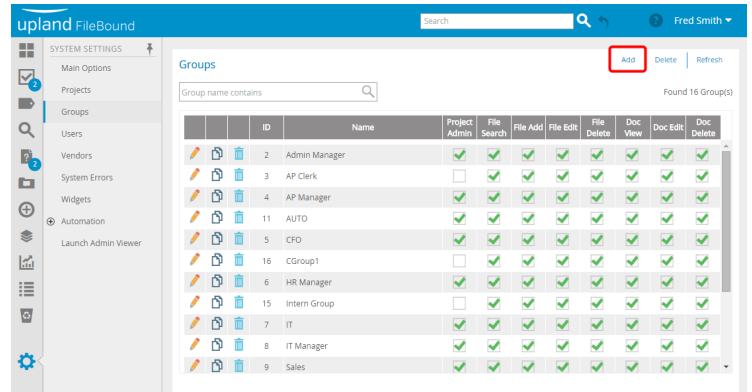 upland FileBound
Search
? Fred Smith
SYSTEM SETTINGS
Main Options
Projects
Groups
Users
Vendors
System Errors
Widgets
Automation
Launch Admin Viewer
2
2
Groups
Add Delete Refresh
Group name contains
Found 16 Group(s)
ID Name Project Admin File Search File Add File Edit File Delete Doc View Doc Edit Doc Delete
2 Admin Manager
3 AP Clerk
4 AP Manager
11 AUTO
5 CFO
16 CGroup1
6 HR Manager
15 Intern Group
7 IT
8 IT Manager
9 Sales